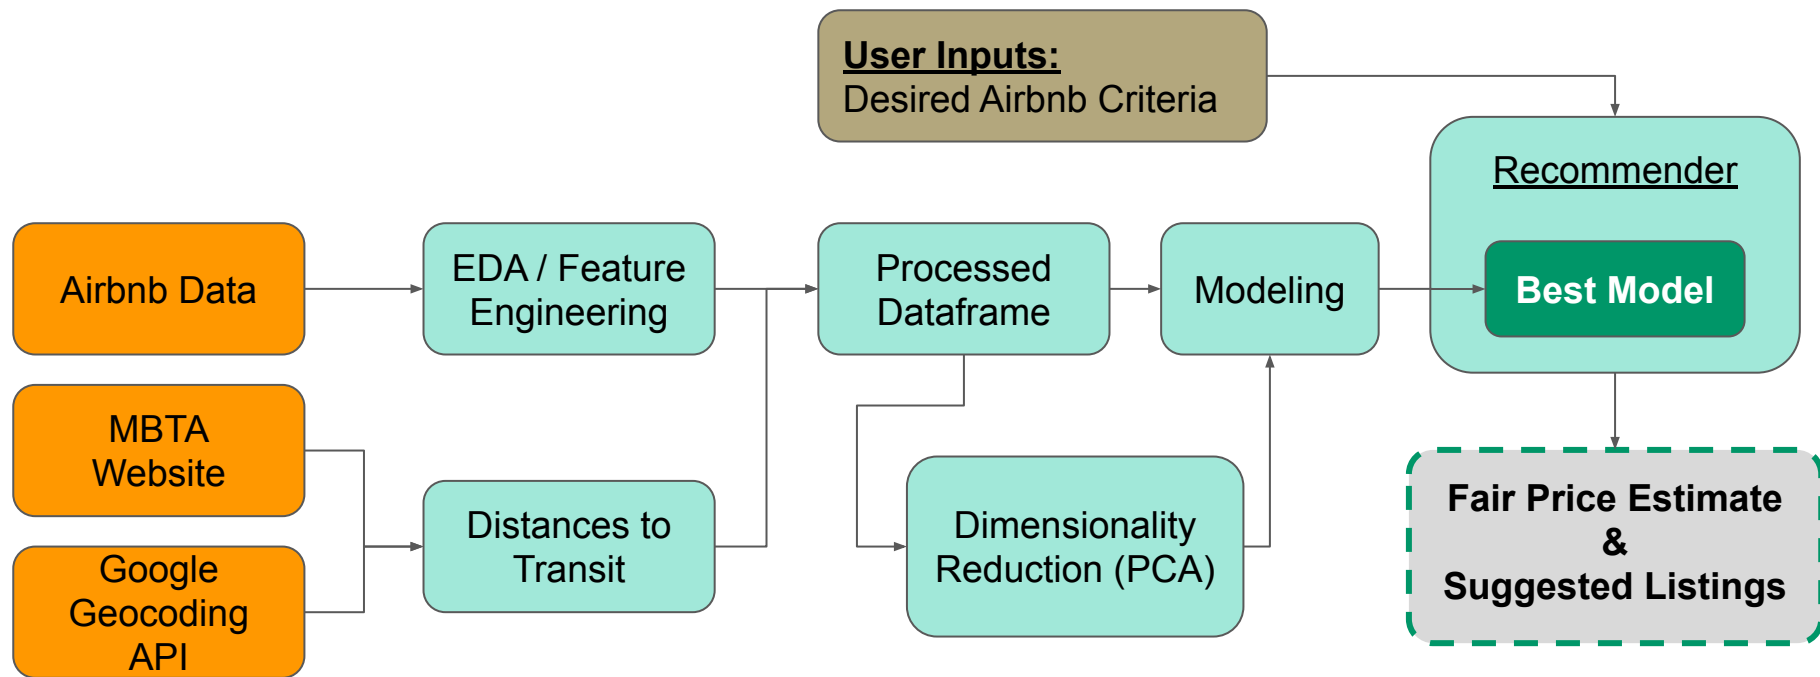 User Inputs:
Desired Airbnb Criteria
Recommender
Airbnb Data
EDA / Feature
Engineering
Processed
Dataframe
Modeling
Best Model
MBTA
Website
Distances to
Transit
Dimensionality
Reduction (PCA)
Fair Price Estimate
&
Suggested Listings
Google
Geocoding
API